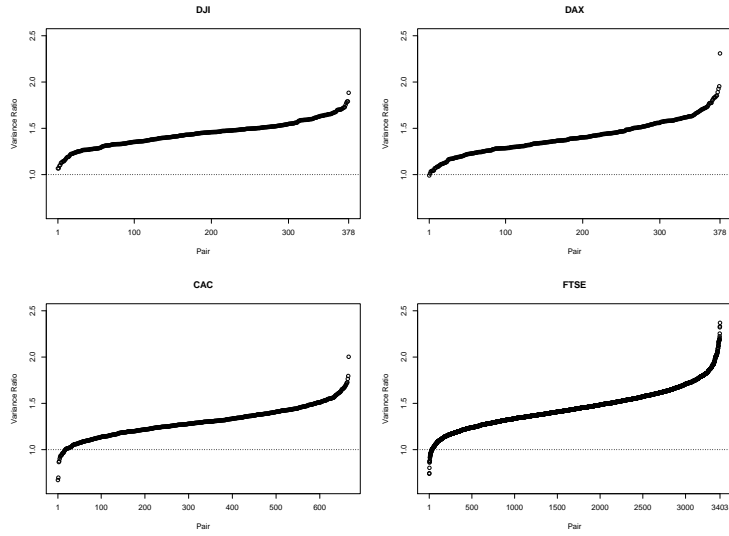 DJI
2.5
2.0
1.5
1.0
Variance Ratio
1 100 200 300 378
Pair
DAX
2.5
2.0
1.5
1.0
Variance Ratio
1 100 200 300 378
Pair
CAC
2.5
2.0
1.5
1.0
Variance Ratio
1 100 200 300 400 500 600
Pair
FTSE
2.5
2.0
1.5
1.0
Variance Ratio
1 500 1000 1500 2000 2500 3000 3403
Pair